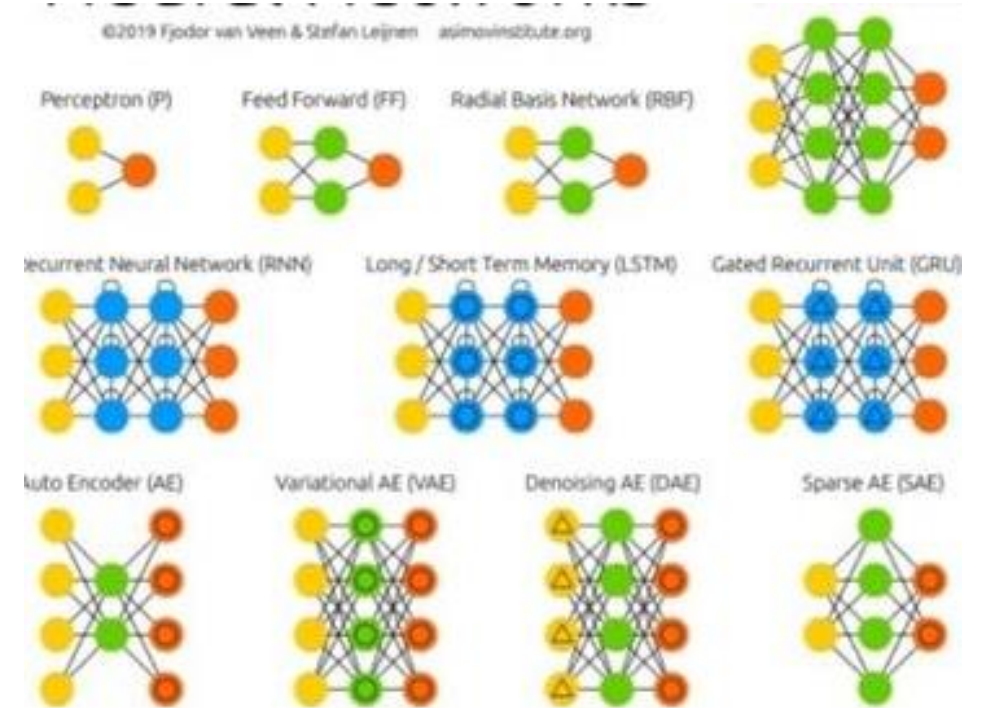 ©2019 Fjodor van Veen & Stefan Leijnen asimovinstitute.org
Perceptron (P) Feed Forward (FF) Radial Basis Network (RBF)
ecurrent Neural Network (RNN) Long / Short Term Memory (LSTM) Gated Recurrent Unit (GRU)
Auto Encoder (AE) Variational AE (VAE) Denoising AE (DAE) Sparse AE (SAE)